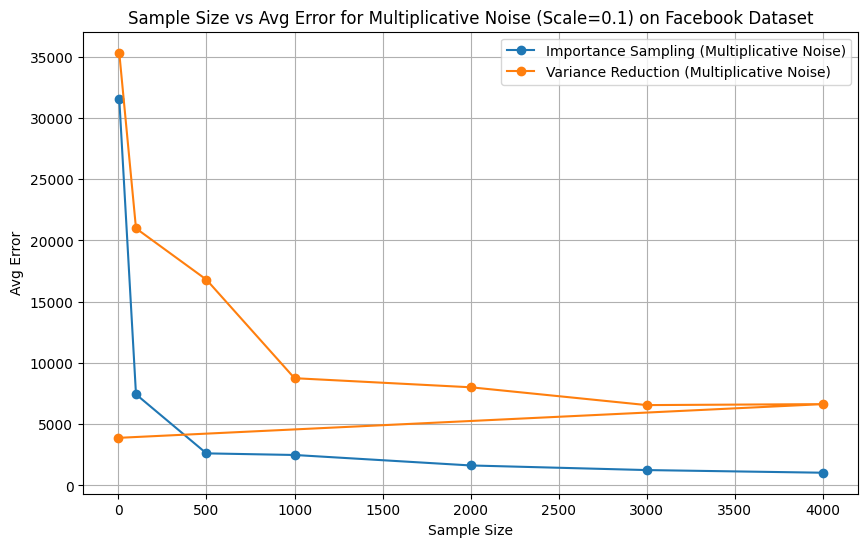 Sample Size vs Avg Error for Multiplicative Noise (Scale=0.1) on Facebook Dataset
Importance Sampling (Multiplicative Noise)
Variance Reduction (Multiplicative Noise)
Avg Error
35000
30000
25000
20000
15000
10000
5000
0
0 500 1000 1500 2000 2500 3000 3500 4000
Sample Size